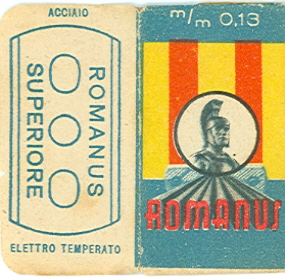 ACCIAIO
ROMANUS
SUPERIORE
ELETTRO TEMPERATO
m/m 0,13
ROMANUS